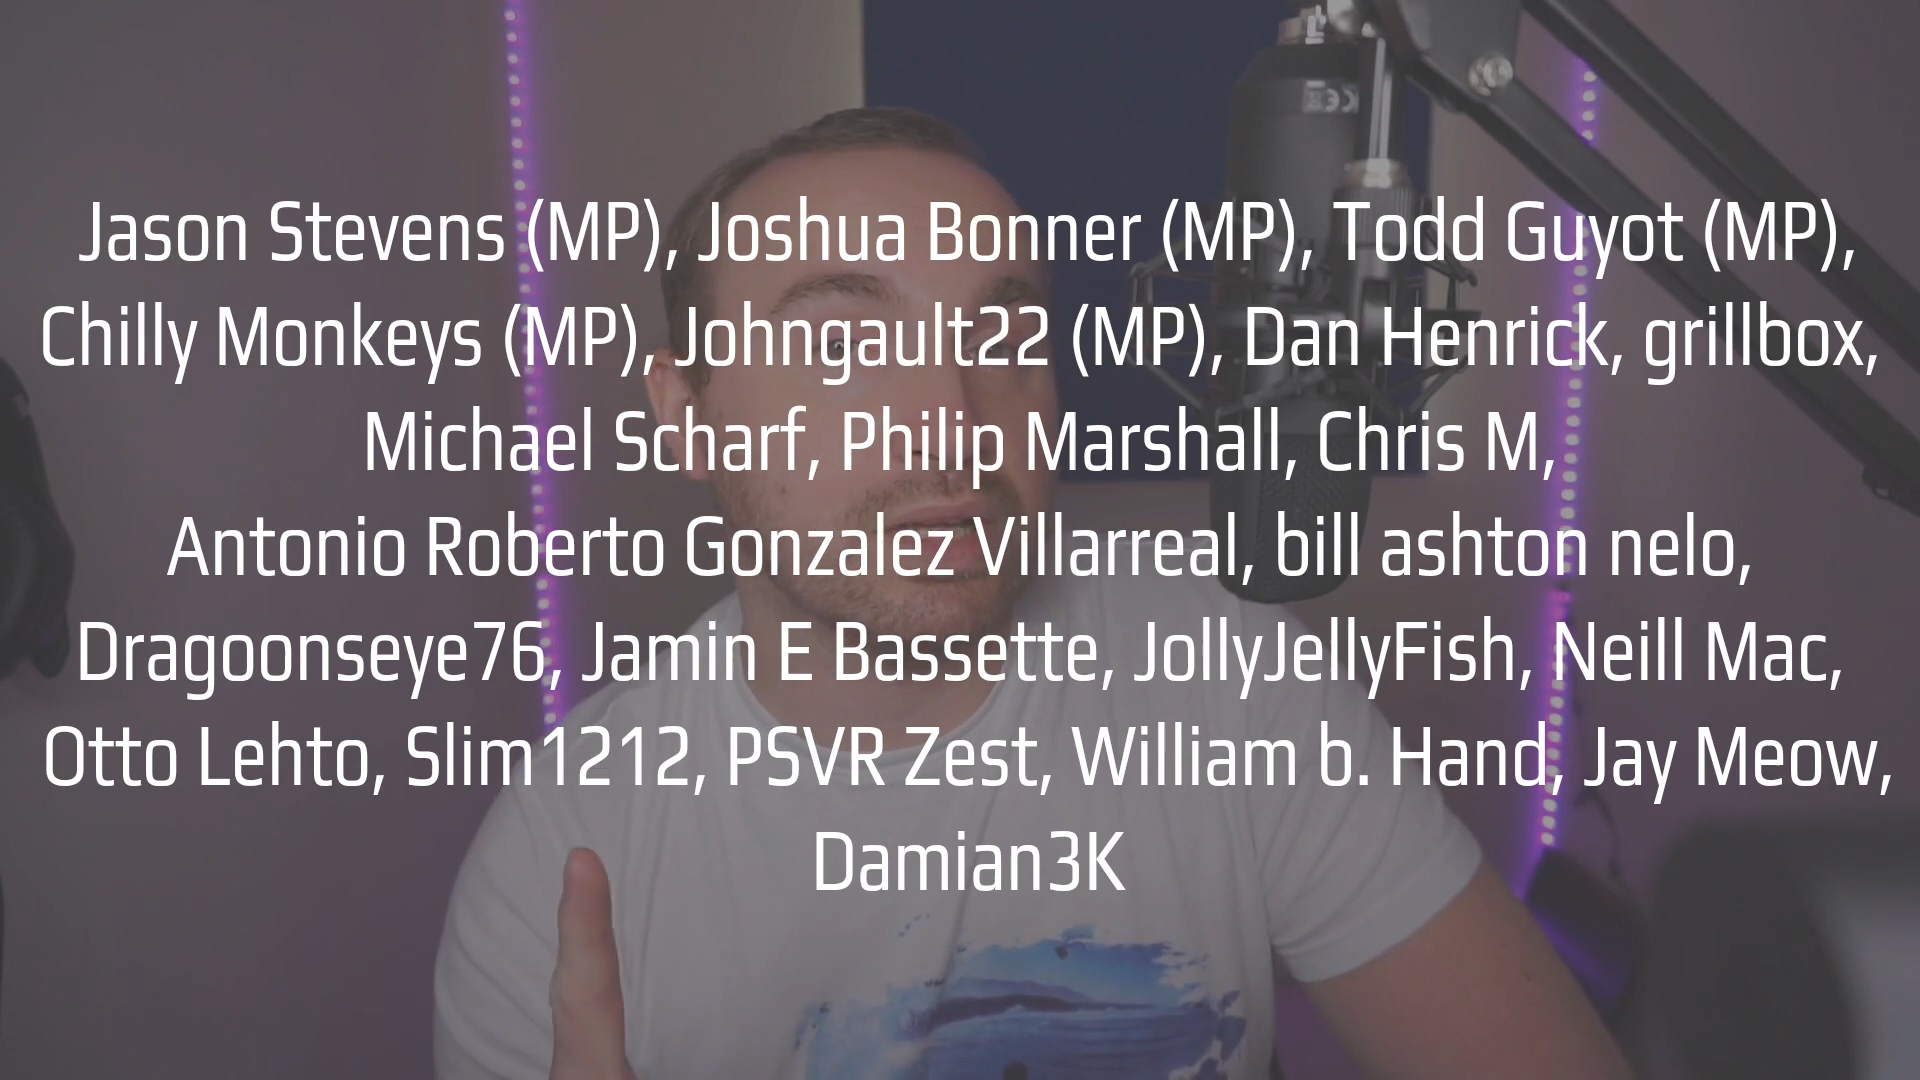 Jason Stevens (MP), Joshua Bonner (MP), Todd Guyot (MP),
Chilly Monkeys (MP), Johngault22 (MP), Dan Henrick, grillbox,
Michael Scharf, Philip Marshall, Chris M,
Antonio Roberto Gonzalez Villarreal, bill ashton nelo,
Dragoonseye76, Jamin E Bassette, JollyJellyFish, Neill Mac,
Otto Lehto, Slim1212, PSVR Zest, William b. Hand, Jay Meow,
Damian3K